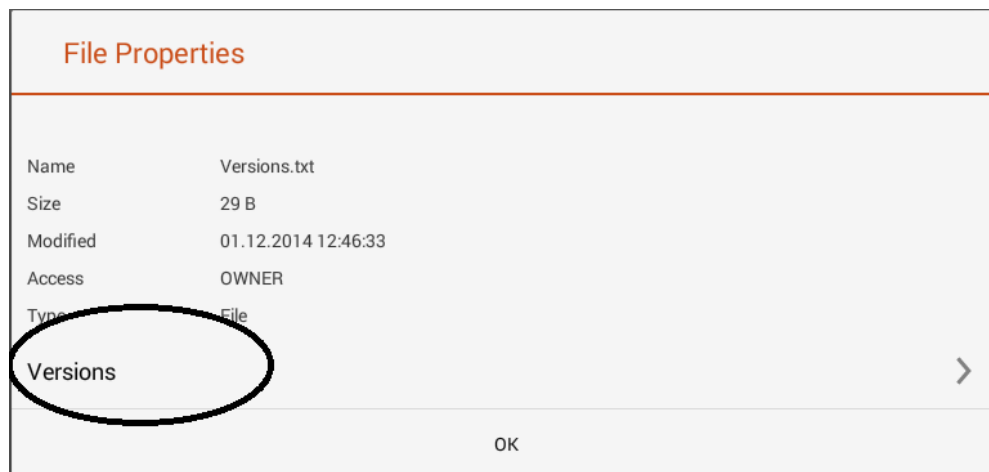 File Properties
Name Versions.txt
Size 29 B
Modified 01.12.2014 12:46:33
Access OWNER
Type File
Versions
OK